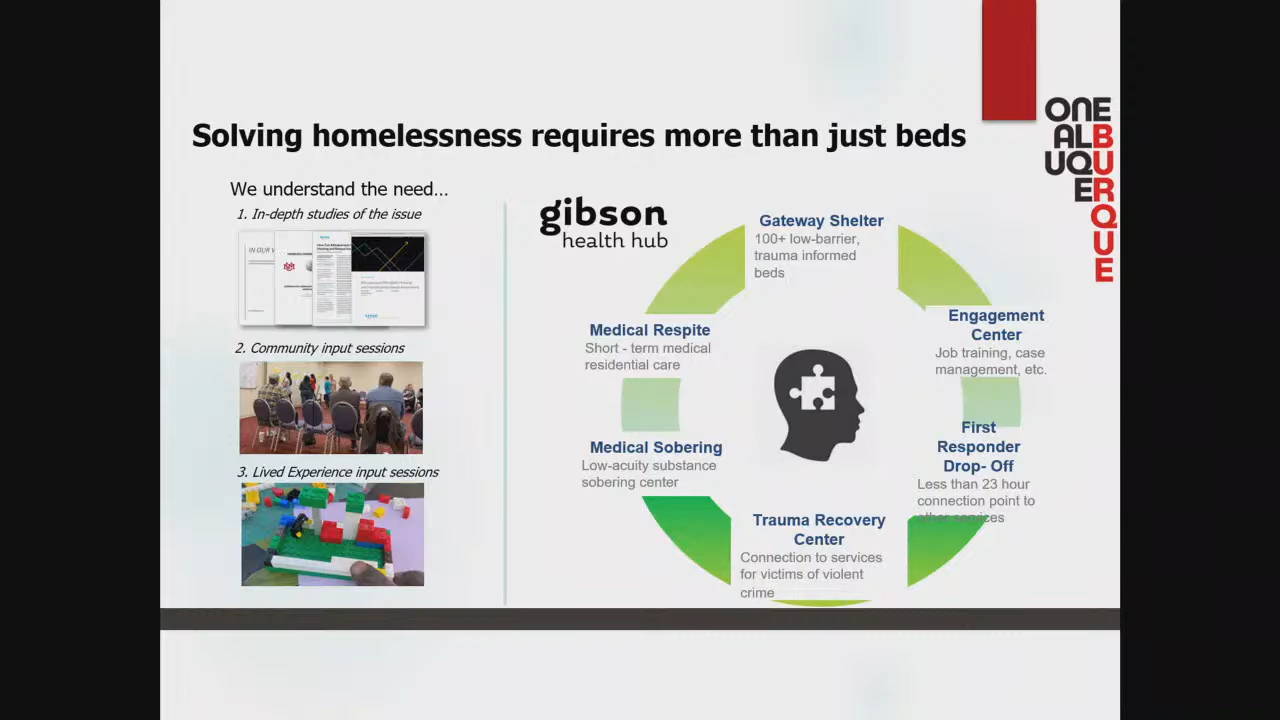 Solving homelessness requires more than just beds
ONE
AL B
UQ U
E R
Q
U
E
We understand the need...
1. In-depth studies of the issue
IN OUR
2. Community input sessions
3. Lived Experience input sessions
gibson
health hub
Gateway Shelter
100+ low-barrier,
trauma informed
beds
Engagement
Center
Job training, case
management, etc.
First
Responder
Drop- Off
Less than 23 hour
connection point to
other services
Trauma Recovery
Center
Connection to services
for victims of violent
crime
Medical Sobering
Low-acuity substance
sobering center
Medical Respite
Short - term medical
residential care